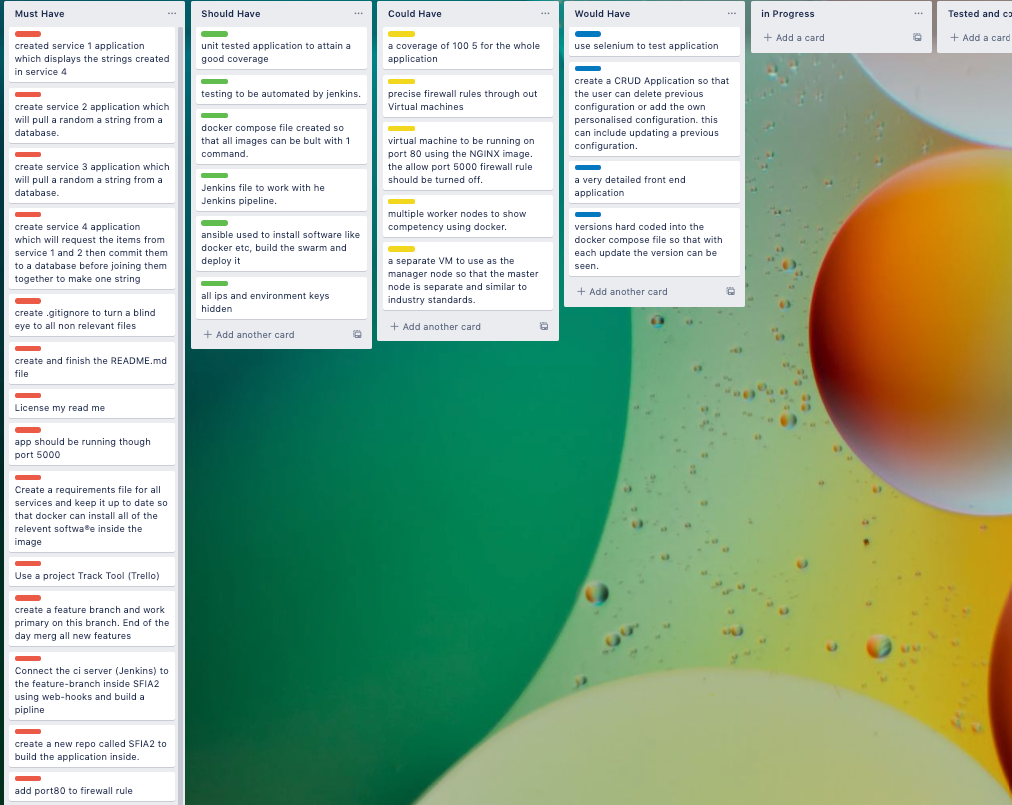 Must Have
created service 1 application
which displays the strings created
in service 4
create service 2 application which
will pull a random a string from a
database.
create service 3 application which
will pull a random a string from a
database.
create service 4 application
which will request the items from
service 1 and 2 then commit them
to a database before joining them
together to make one string
create .gitignore to turn a blind
eye to all non relevant files
create and finish the README.md
file
License my read me
app should be running though
port 5000
Create a requirements file for all
services and keep it up to date so
that docker can install all of the
relevent softwa®e inside the
image
Use a project Track Tool (Trello)
create a feature branch and work
primary on this branch. End of the
day merg all new features
Connect the ci server (Jenkins) to
the feature-branch inside SFIA2
using web-hooks and build a
pipline
create a new repo called SFIA2 to
build the application inside.
add port80 to firewall rule
Should Have
unit tested application to attain a
good coverage
testing to be automated by jenkins.
docker compose file created so
that all images can be bult with 1
command.
Jenkins file to work with he
Jenkins pipeline.
ansible used to install software like
docker etc, build the swarm and
deploy it
all ips and environment keys
hidden
+ Add another card
Could Have
a coverage of 100 5 for the whole
application
precise firewall rules through out
Virtual machines
virtual machine to be running on
port 80 using the NGINX image.
the allow port 5000 firewall rule
should be turned off.
multiple worker nodes to show
competency using docker.
a separate VM to use as the
manager node so that the master
node is separate and similar to
industry standards.
+ Add another card
Would Have
use selenium to test application
create a CRUD Application so that
the user can delete previous
configuration or add the own
personalised configuration. this
can include updating a previous
configuration.
a very detailed front end
application
versions hard coded into the
docker compose file so that with
each update the version can be
seen.
+ Add another card
in Progress
+ Add a card
Tested and co
+ Add a card